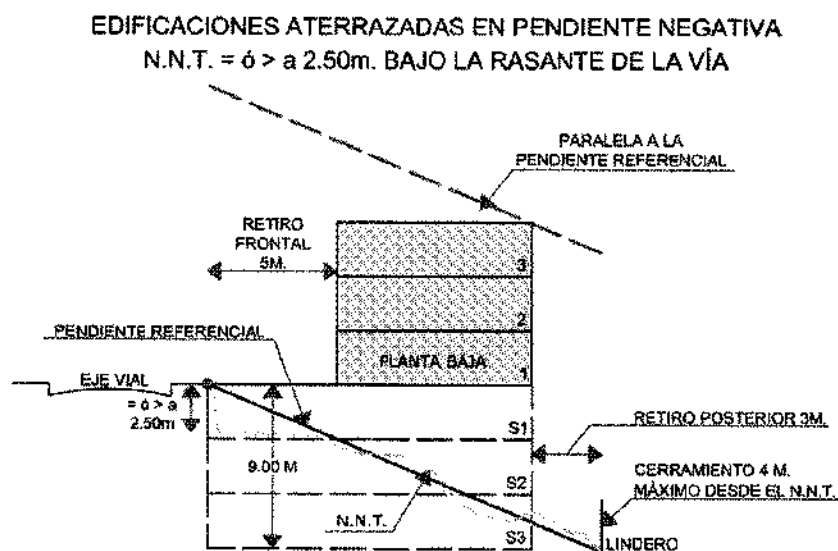 EDIFICACIONES ATERRAZADAS EN PENDIENTE NEGATIVA
N.N.T. = ó > a 2.50m. BAJO LA RASANTE DE LA VÍA
PARALELA A LA
PENDIENTE REFERENCIAL
RETIRO
FRONTAL
5M.
3
2
PENDIENTE REFERENCIAL
PLANTA BAJA
1
EJE VIAL
= ó > a
2.50m
S1
RETIRO POSTERIOR 3M.
9.00 M
S2
CERRAMIENTO 4 M.
MÁXIMO DESDE EL N.N.T.
N.N.T.
S3
LINDERO